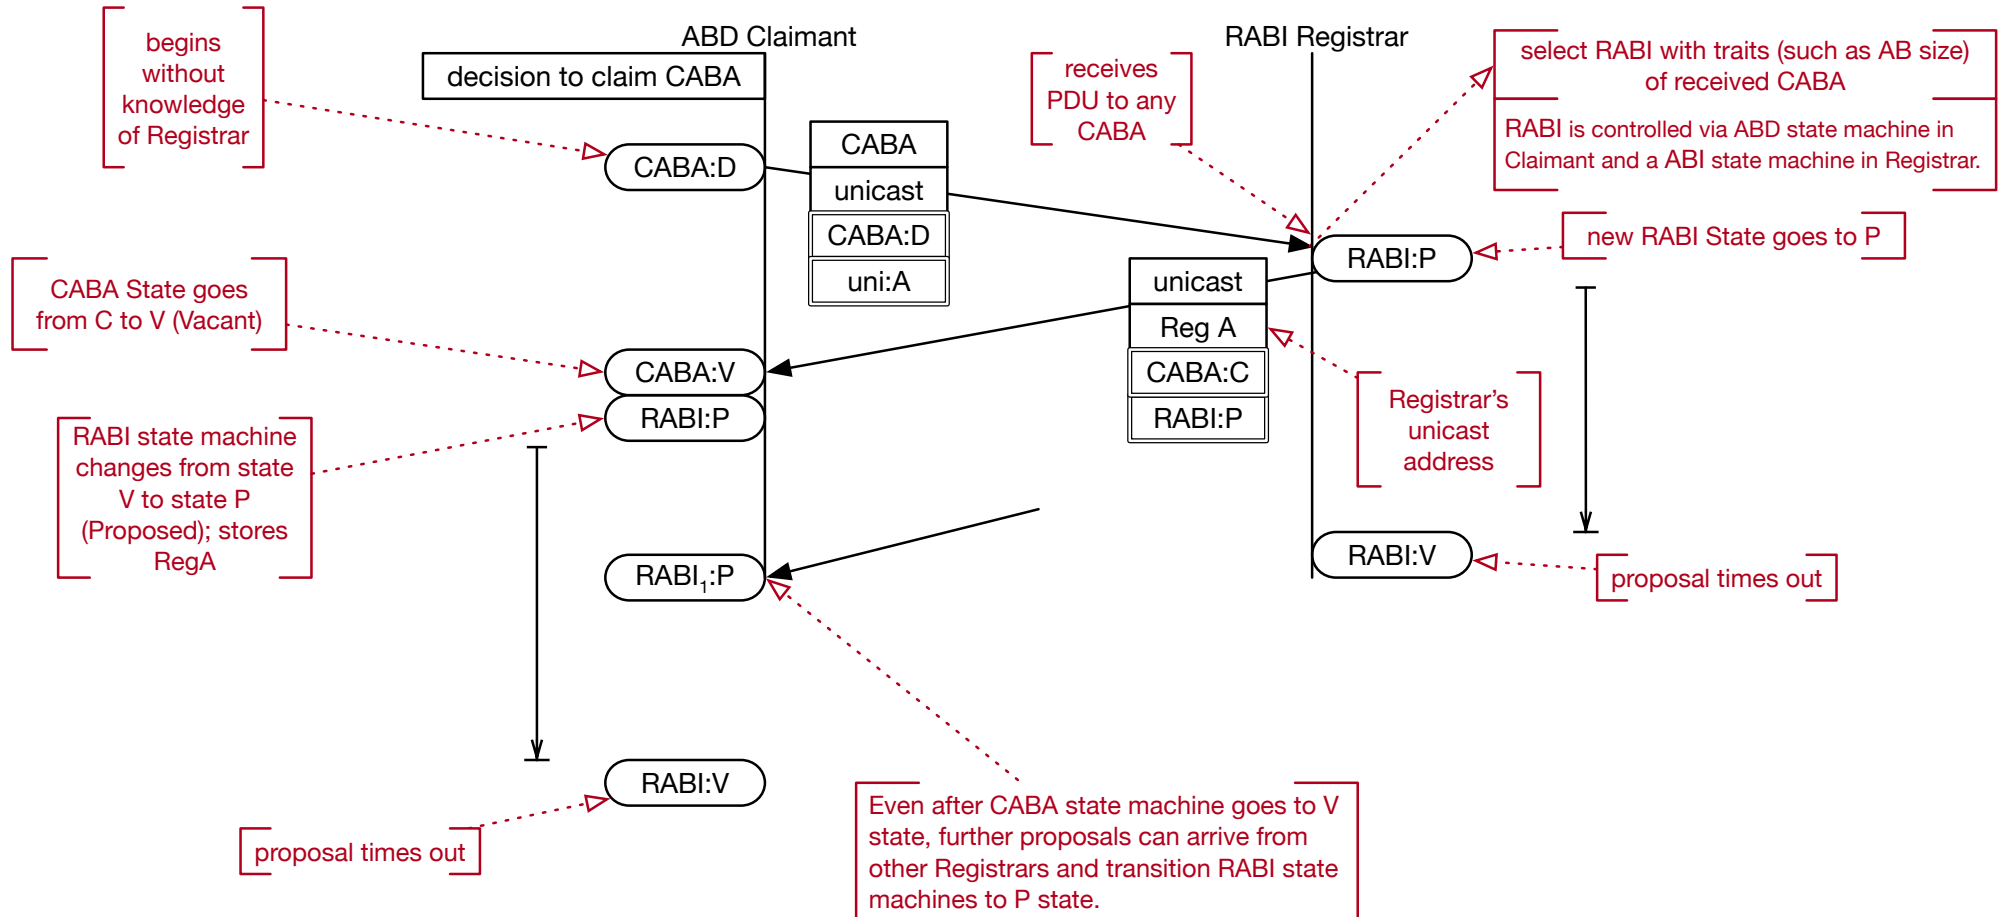 ABD Claimant
RABI Registrar
begins
without
knowledge
of Registrar
decision to claim CABA
receives
PDU to any
CABA
select RABI with traits (such as AB size)
of received CABA
RABI is controlled via ABD state machine in
Claimant and a ABI state machine in Registrar.
CABA:D
CABA
unicast
CABA:D
uni:A
RABI:P
new RABI State goes to P
CABA State goes
from C to V (Vacant)
unicast
Reg A
CABA:C
RABI:P
CABA:V
RABI:P
Registrar's
unicast
address
RABI state machine
changes from state
V to state P
(Proposed); stores
RegA
RABI1:P
RABI:V
proposal times out
RABI:V
proposal times out
Even after CABA state machine goes to V
state, further proposals can arrive from
other Registrars and transition RABI state
machines to P state.